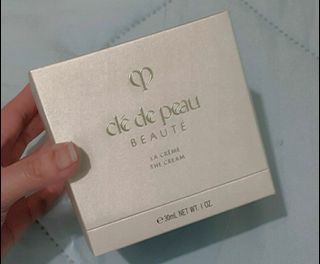 clé de peau
BEAUTÉ
LA CRÈME
THE CREAM
℮30mL NET WT. 1 OZ.